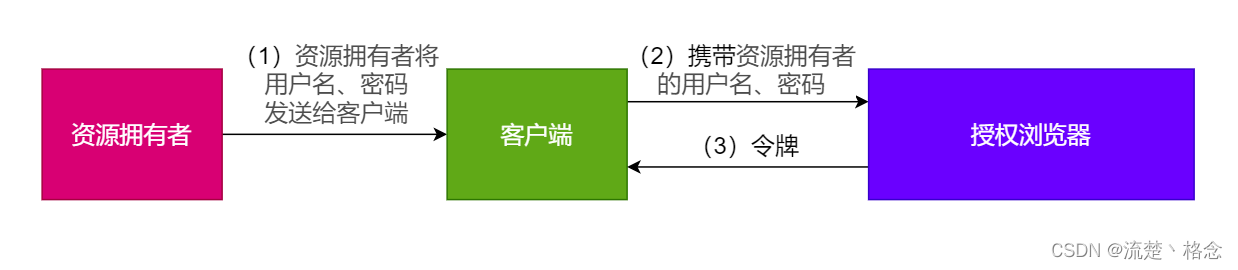 （1）资源拥有者将
用户名、密码
发送给客户端
（2）携带资源拥有者
的用户名、密码
资源拥有者
客户端
（3）令牌
授权浏览器
CSDN @流楚丶格念